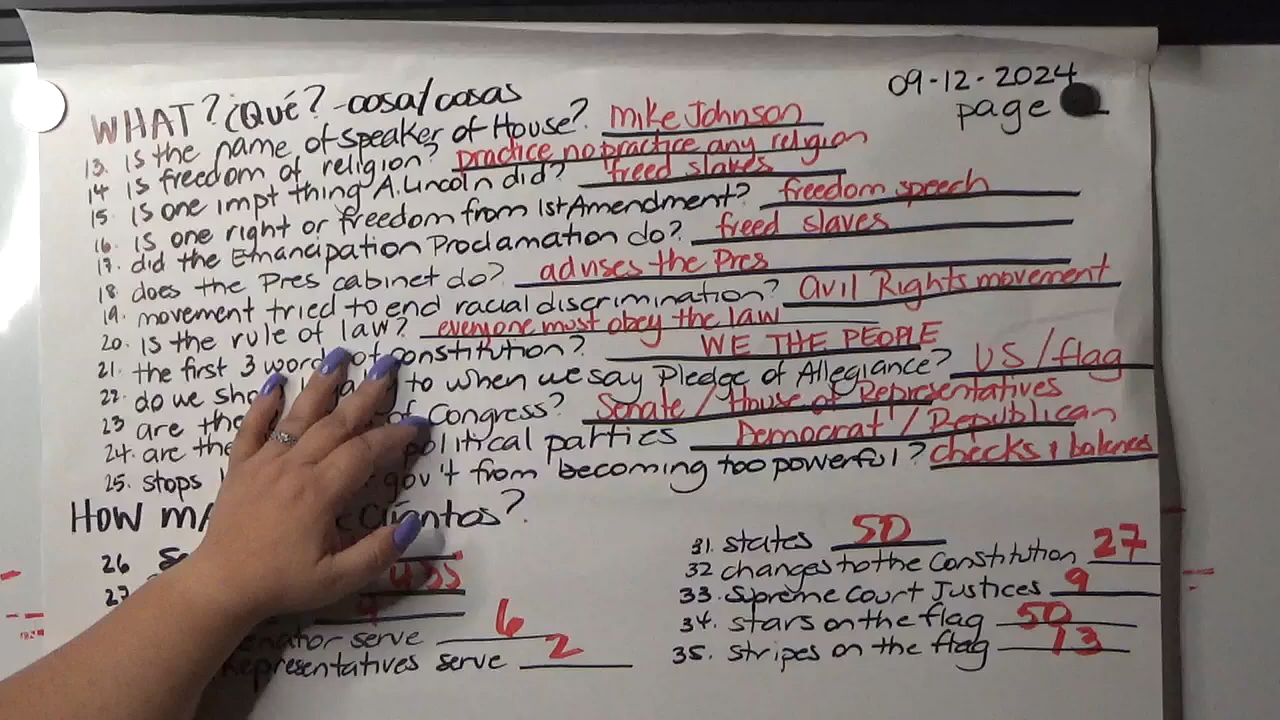 09-12-2024
page
WHAT? ¿Qué? -cosa/cosas
13. is the name of speaker of House? Mike Johnson
14 is freedom of religion? practice no practice any religion
15 is one impt thing A. Lincoln did? freed slaves
16. is one right or freedom from 1st Amendment? freedom speech
17. did the Emancipation Proclamation do? freed slaves
18 does the Pres cabinet do? advises the Pres
19. movement tried to end racial discrimination? Civil Rights movement
20. is the rule of law? everyone must obey the law
21. the first 3 words of constitution? WE THE PEOPLE
22. do we sho to when we say Pledge of Allegiance? US/flag
23 are the of Congress? Senate / House of Representatives
24. are the political parties Democrat / Republican
25. stops gov't from becoming too powerful? checks & balances
HOW MA Cuántos?
26 Se
27 435
9
enator serve 6
Representatives serve 2
31. states 50
32 changes to the Constitution 27
33. Supreme Court Justices 9
34. stars on the flag 50
35. stripes on the flag 13